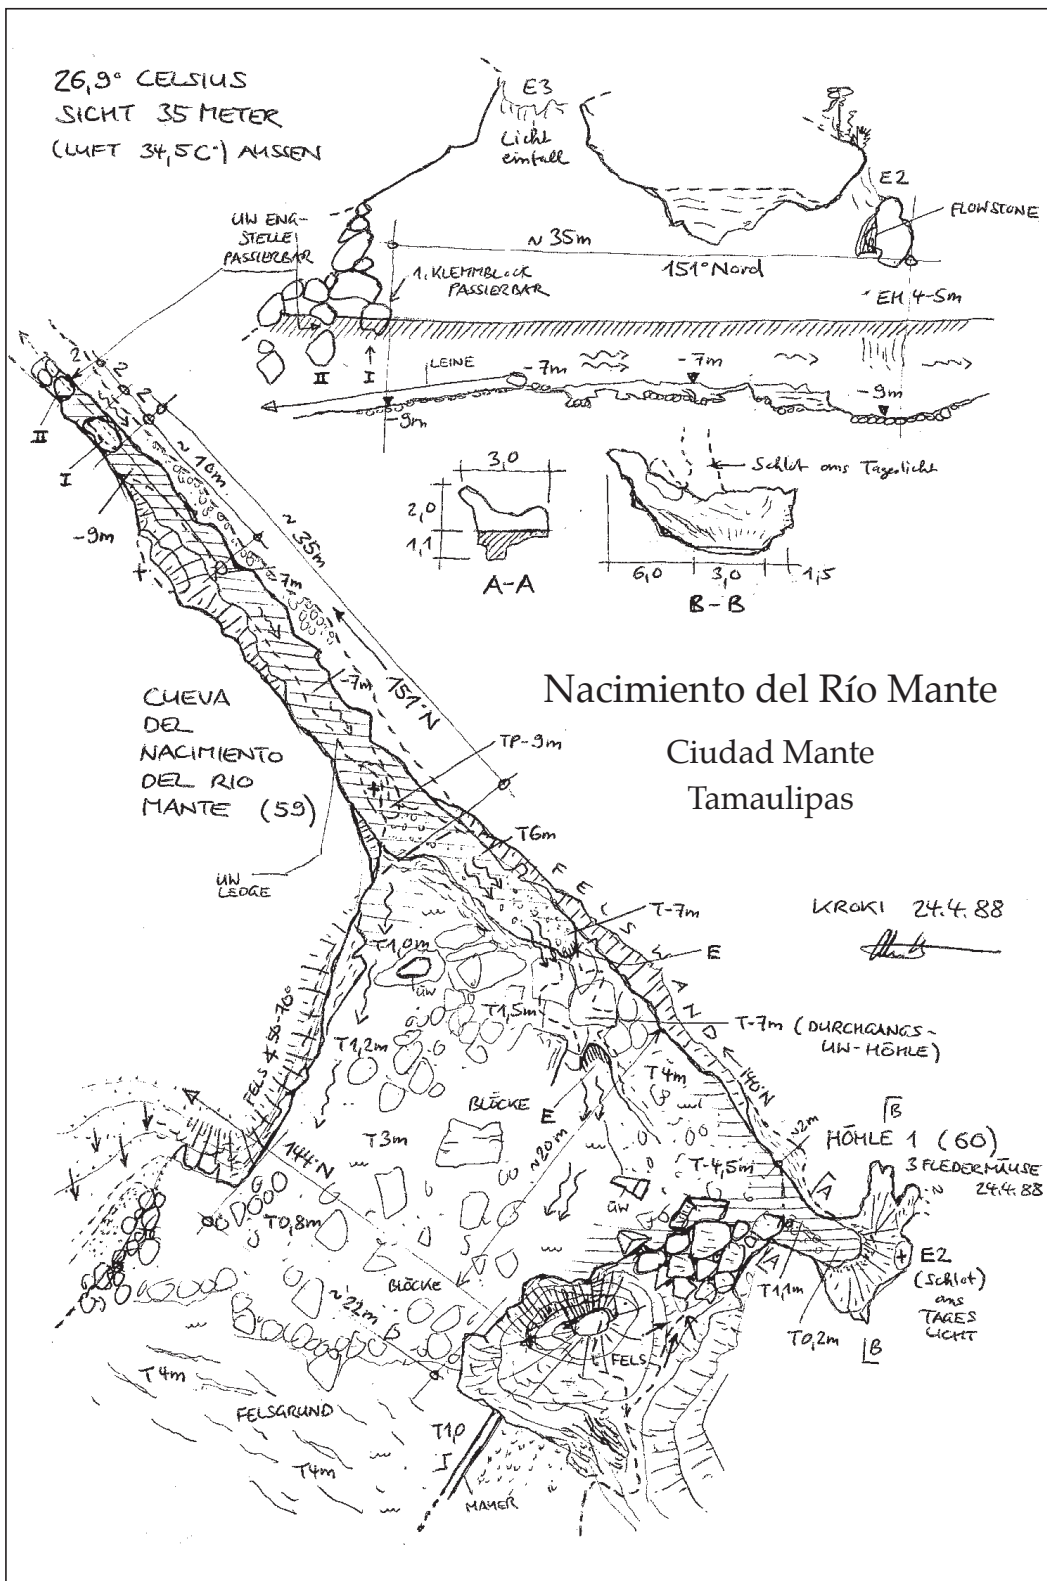 26,9° CELSIUS
SICHT 35 METER
(LUFT 34,5C°) AUSSEN
E3
Licht
einfall
E2
FLOWSTONE
UW ENG-
STELLE
PASSIERBAR
~ 35m
151° Nord
1. KLEMMBLOCK
PASSIERBAR
EH 4-5m
II
I
LEINE
-7m
-7m
-9m
-9m
2
2
2
II
I
~ 10m
~ 35m
-9m
-7m
3,0
2,0
1,1
A-A
Schlot ans Tageslicht
6,0
3,0
1,5
B-B
151°N
-7m
Nacimiento del Río Mante
Ciudad Mante
Tamaulipas
CUEVA
DEL
NACIMIENTO
DEL RIO
MANTE (59)
TP-9m
T6m
UW
LEDGE
FELSWAND
T-7m
KROKI 24.4.88
E
T1,0m
ÜW
T1,5m
T-7m (DURCHGANGS-
UW-HÖHLE)
FELS ∡ 50-70°
T1,2m
T4m
140°N
BLÖCKE
E
~20m
~2m
B
HÖHLE 1 (60)
3 FLEDERMÄUSE
24.4.88
T3m
144°N
T-4,5m
A
N
ÜW
T0,8m
A
E2
(Schlot)
ans
TAGES
LICHT
T1,1m
BLÖCKE
~22m
T0,2m
B
FELS
T4m
FELSGRUND
T1,0
T4m
MAUER